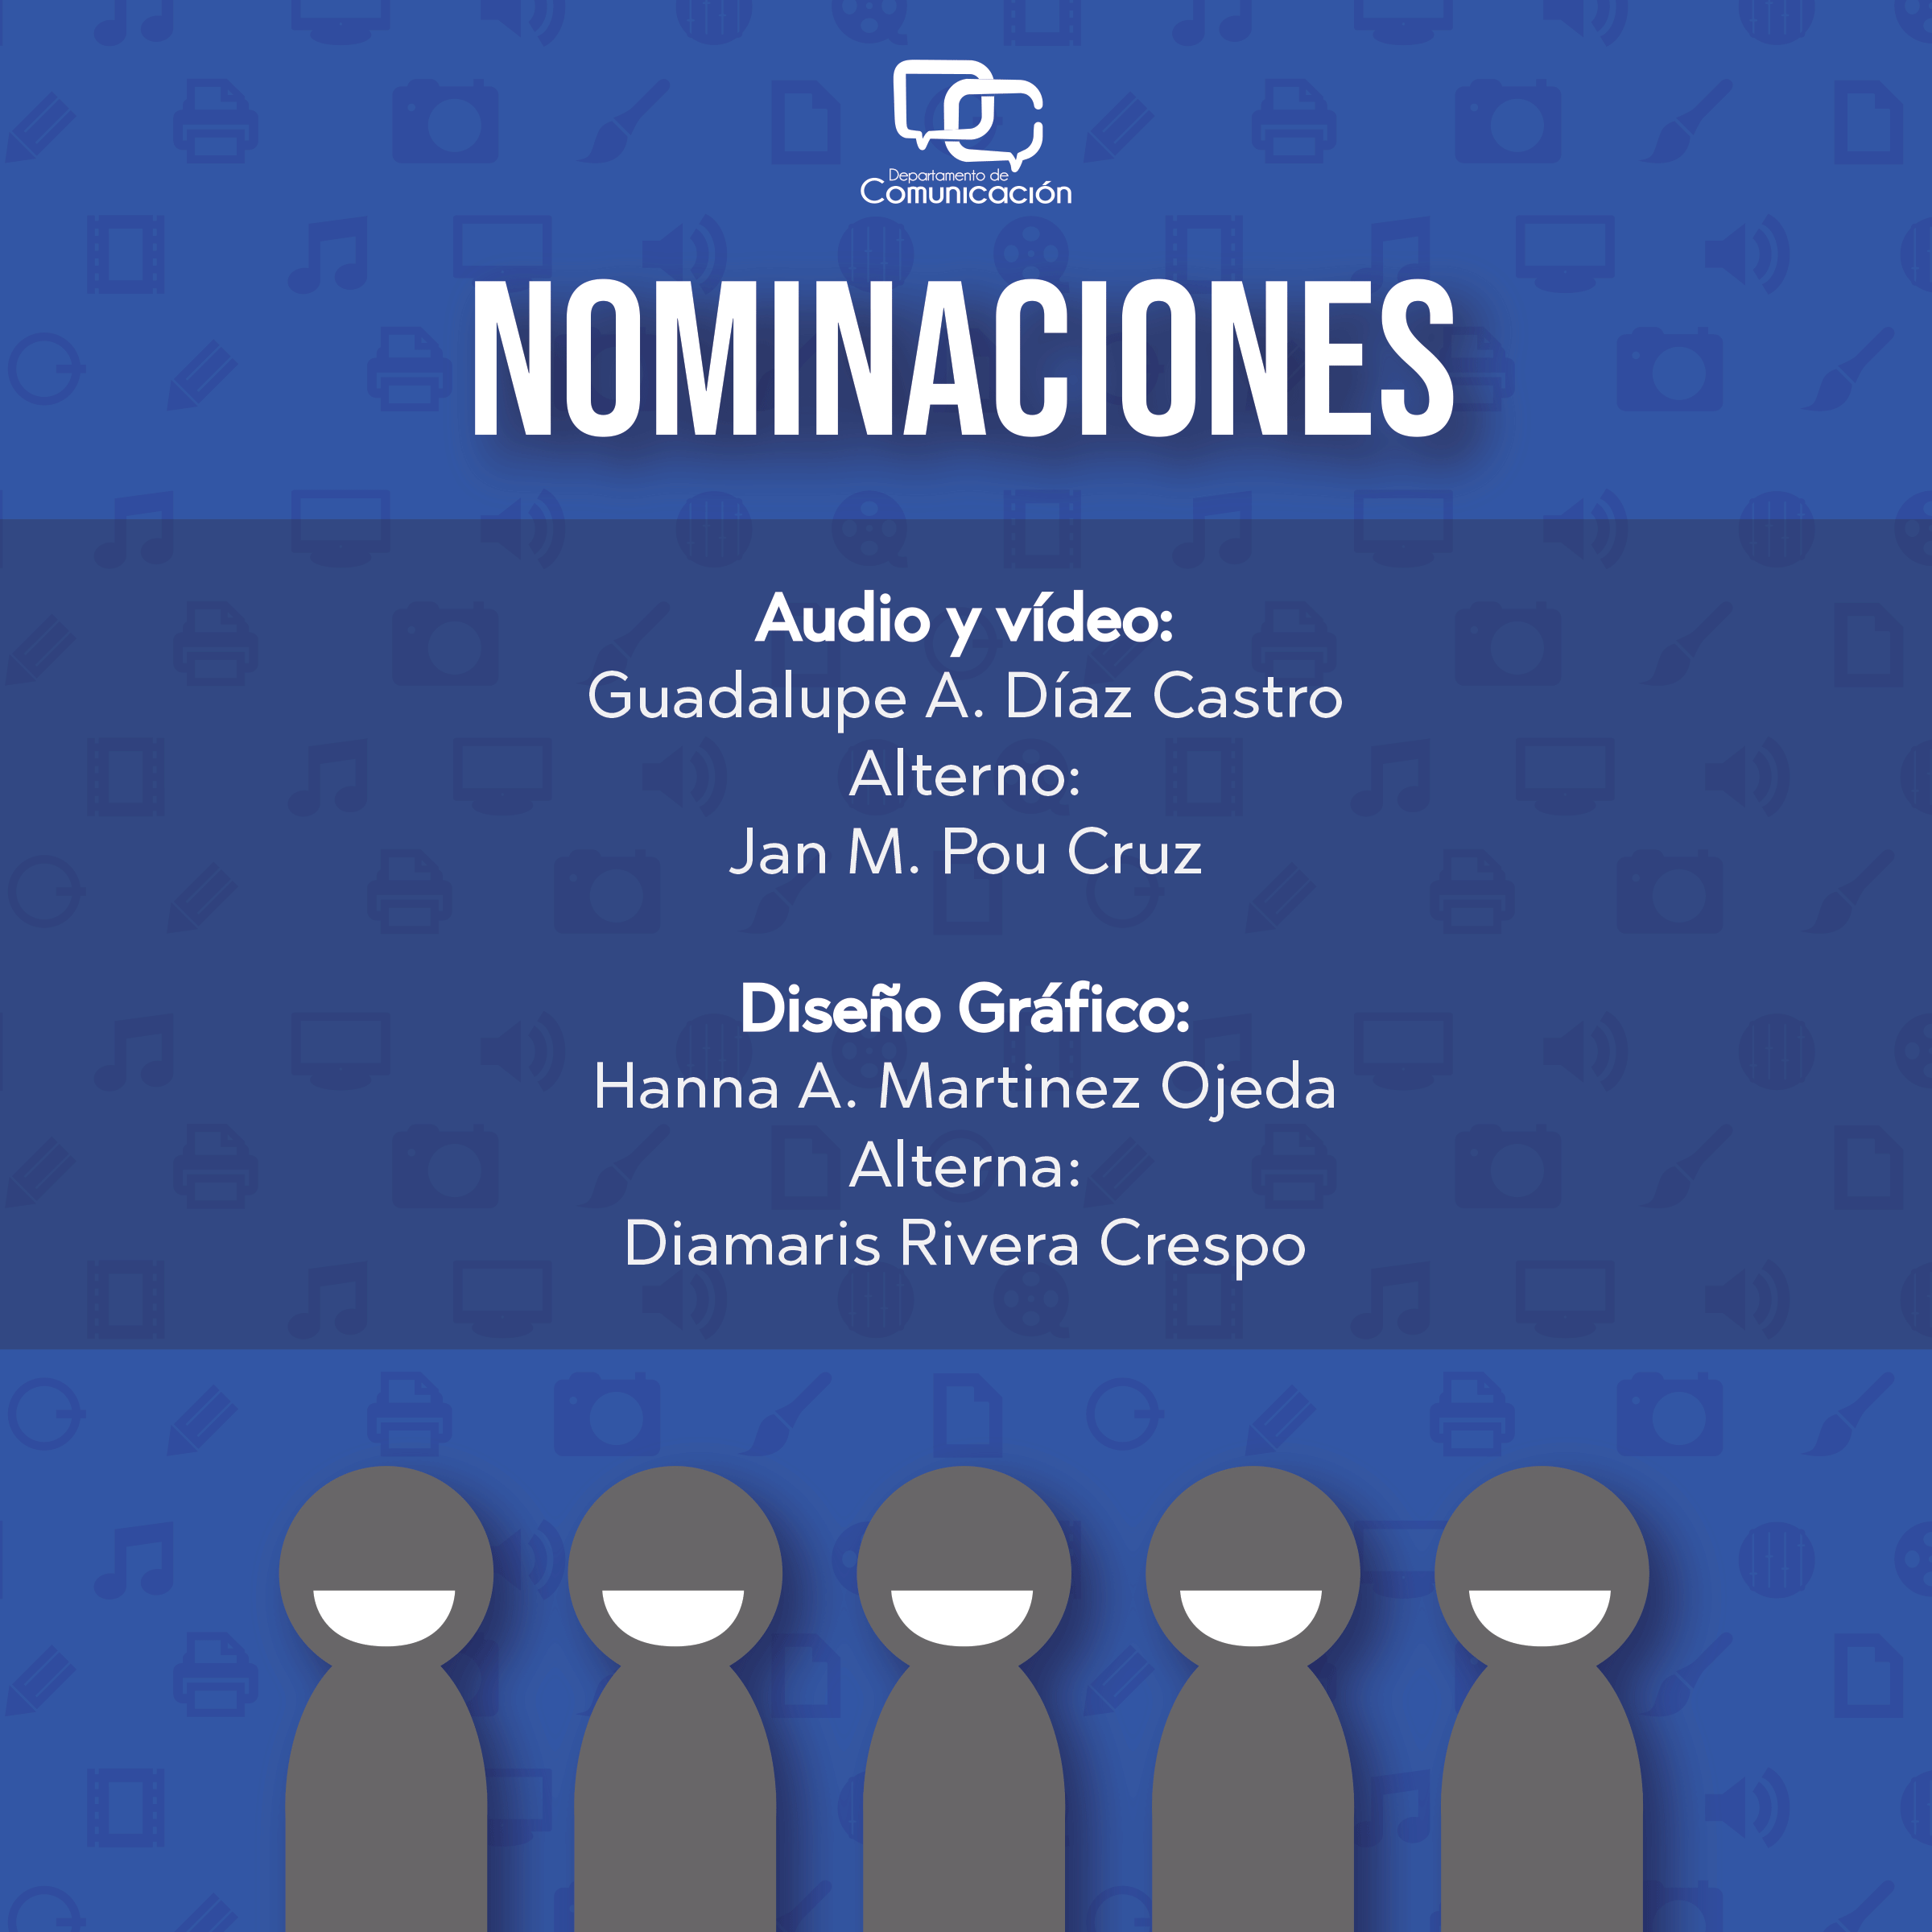 Departamento de
Comunicación
NOMINACIONES
Audio y vídeo:
Guadalupe A. Díaz Castro
Alterno:
Jan M. Pou Cruz
Diseño Gráfico:
Hanna A. Martinez Ojeda
Alterna:
Diamaris Rivera Crespo